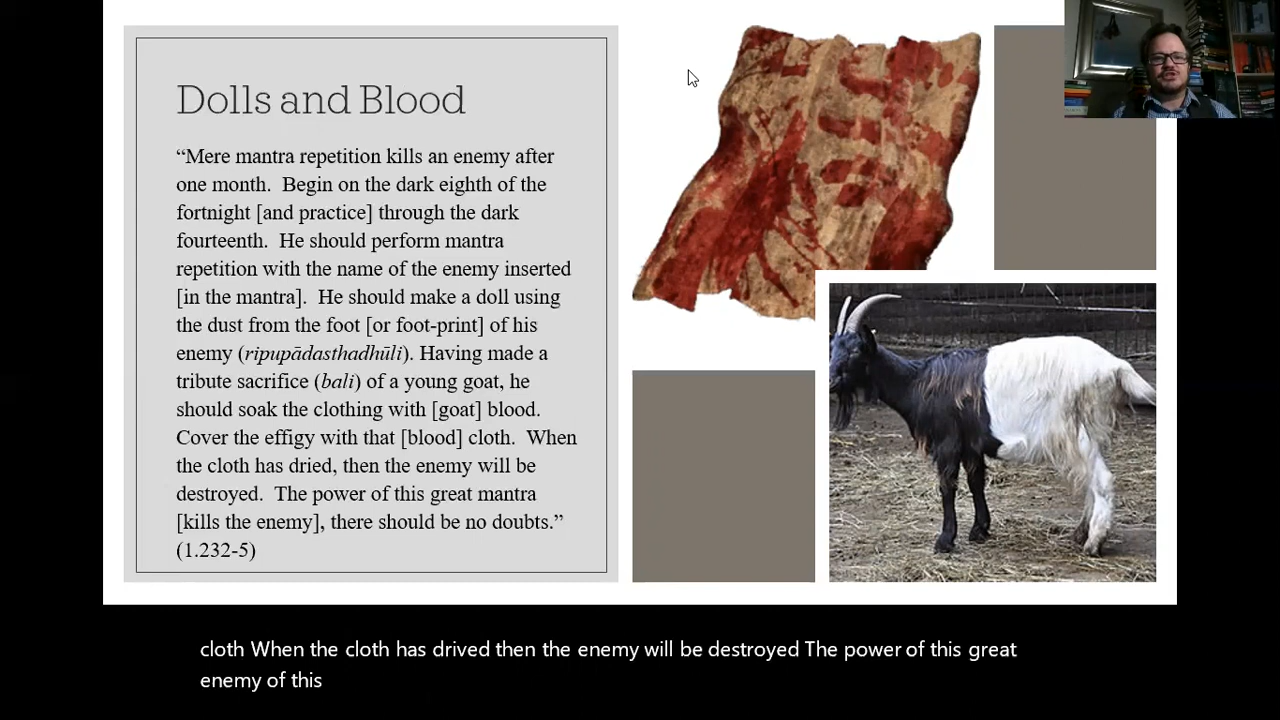 Dolls and Blood
“Mere mantra repetition kills an enemy after
one month.  Begin on the dark eighth of the
fortnight [and practice] through the dark
fourteenth.  He should perform mantra
repetition with the name of the enemy inserted
[in the mantra].  He should make a doll using
the dust from the foot [or foot-print] of his
enemy (ripupādasthadhūli). Having made a
tribute sacrifice (bali) of a young goat, he
should soak the clothing with [goat] blood.
Cover the effigy with that [blood] cloth.  When
the cloth has dried, then the enemy will be
destroyed.  The power of this great mantra
[kills the enemy], there should be no doubts.”
(1.232-5)
cloth When the cloth has drived then the enemy will be destroyed The power of this great
enemy of this